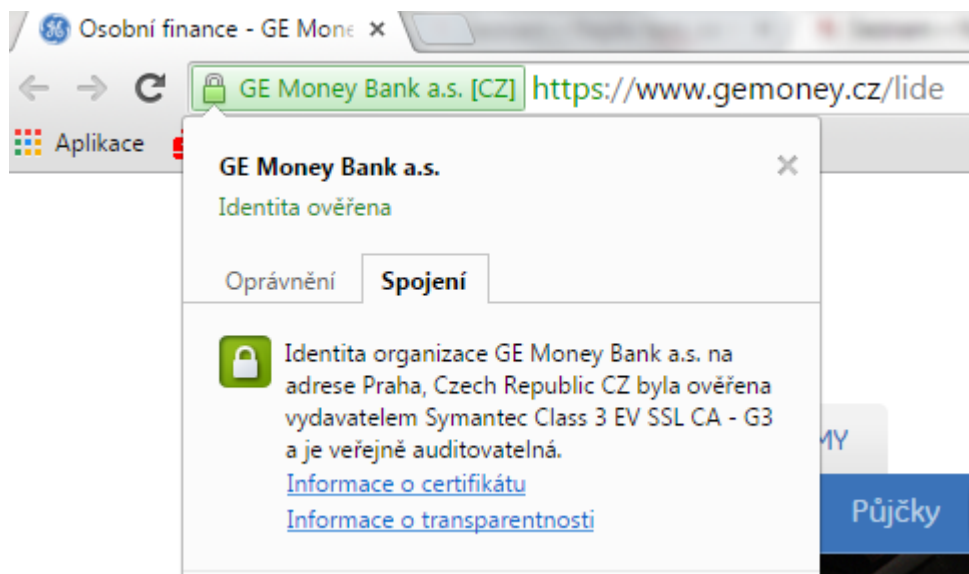 Osobní finance - GE Mone
GE Money Bank a.s. [CZ] https://www.gemoney.cz/lide
Aplikace
GE Money Bank a.s.
Identita ověřena
Oprávnění Spojení
Identita organizace GE Money Bank a.s. na
adrese Praha, Czech Republic CZ byla ověřena
vydavatelem Symantec Class 3 EV SSL CA - G3
a je veřejně auditovatelná.
Informace o certifikátu
Informace o transparentnosti
MY
Půjčky